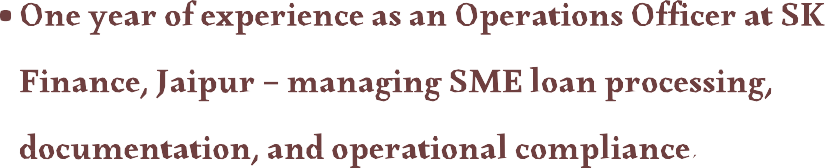 • One year of experience as an Operations Officer at SK
Finance, Jaipur – managing SME loan processing,
documentation, and operational compliance.